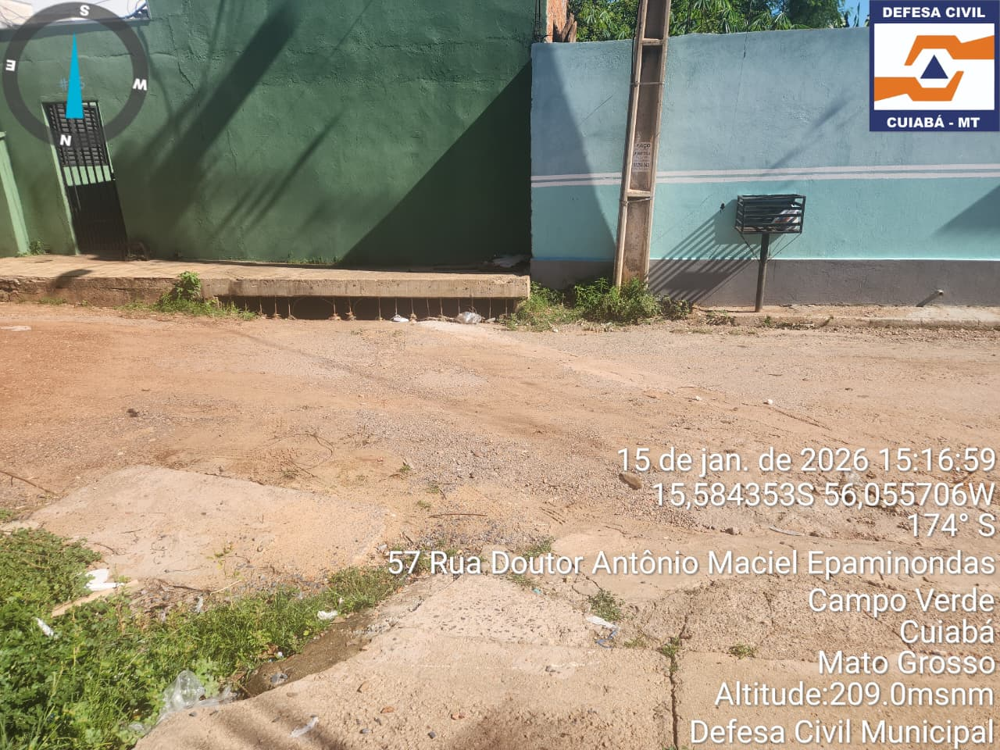 S
E
W
N
DEFESA CIVIL
CUIABÁ - MT
FAÇO
15 de jan. de 2026 15:16:59
15,584353S 56,055706W
174° S
57 Rua Doutor Antônio Maciel Epaminondas
Campo Verde
Cuiabá
Mato Grosso
Altitude:209.0msnm
Defesa Civil Municipal